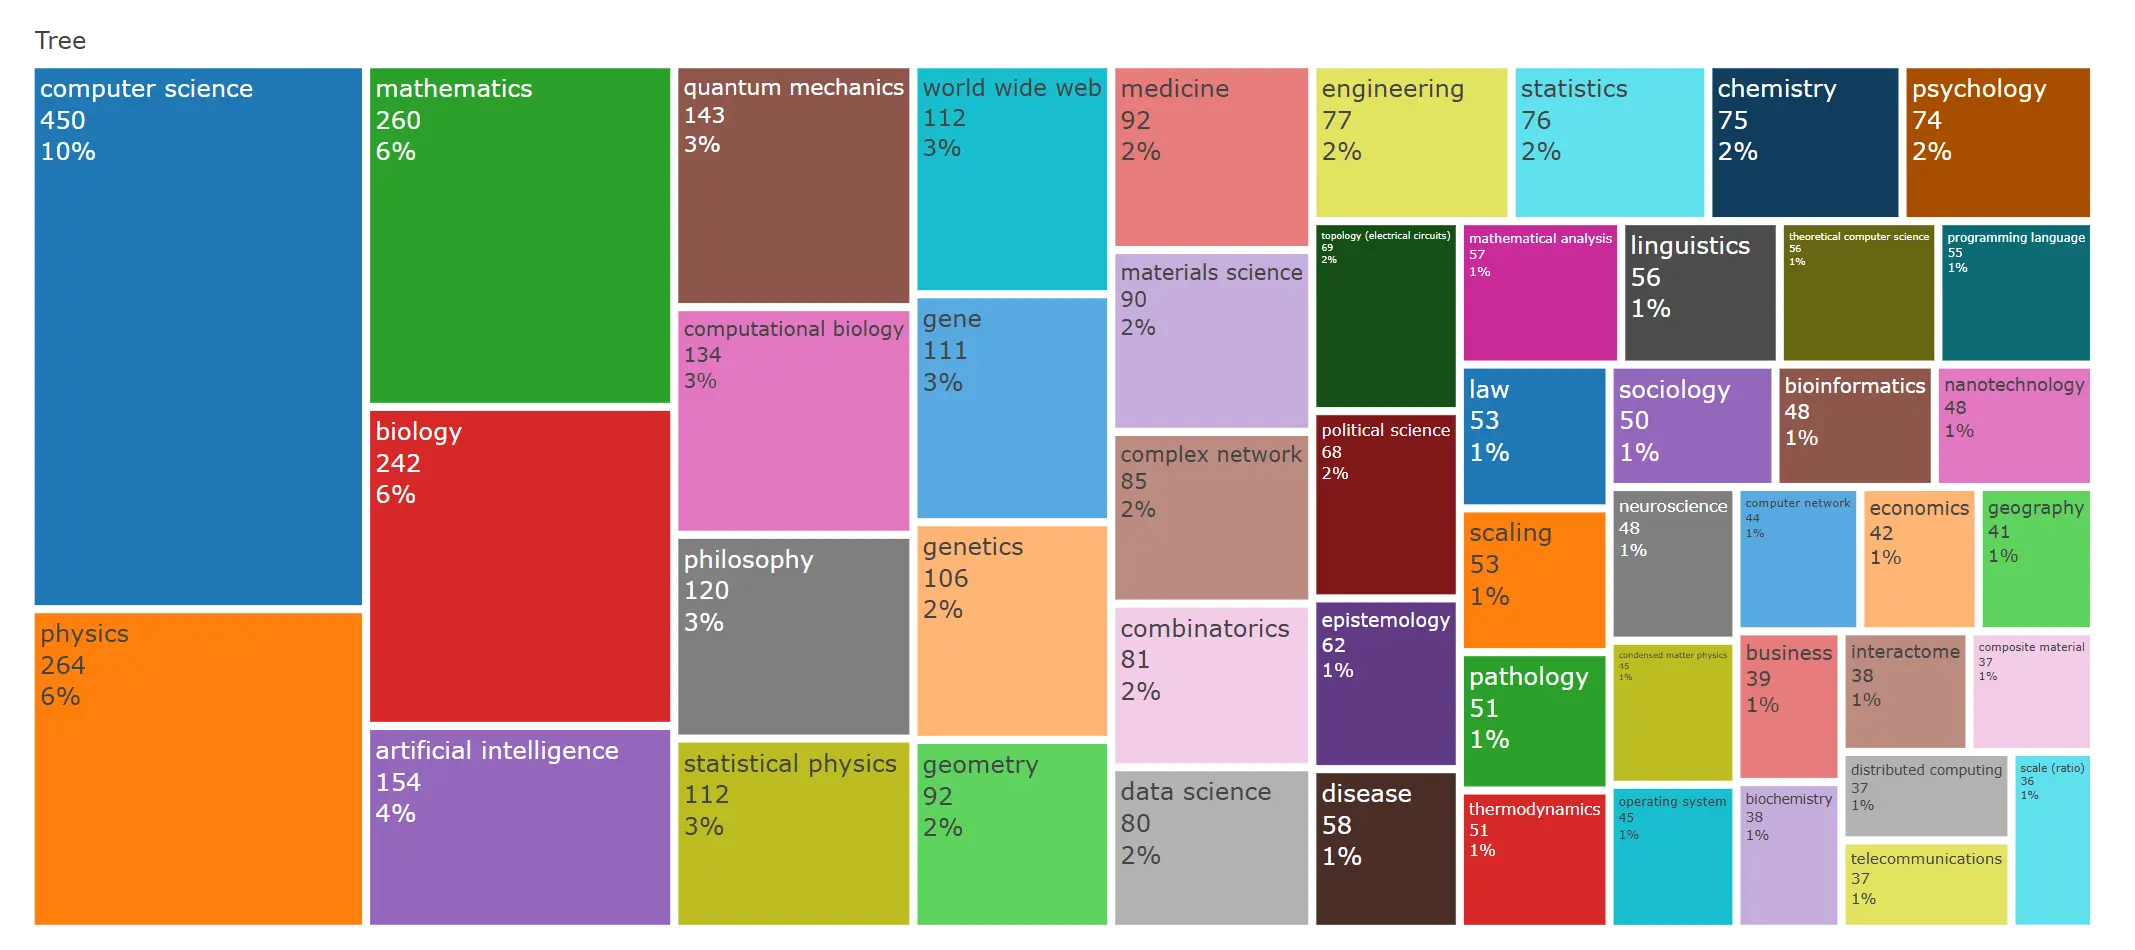 Tree
computer science
450
10%
physics
264
6%
mathematics
260
6%
biology
242
6%
artificial intelligence
154
4%
quantum mechanics
143
3%
computational biology
134
3%
philosophy
120
3%
statistical physics
112
3%
world wide web
112
3%
gene
111
3%
genetics
106
2%
geometry
92
2%
medicine
92
2%
materials science
90
2%
complex network
85
2%
combinatorics
81
2%
data science
80
2%
engineering
77
2%
statistics
76
2%
chemistry
75
2%
psychology
74
2%
topology (electrical circuits)
69
2%
political science
68
2%
epistemology
62
1%
disease
58
1%
mathematical analysis
57
1%
linguistics
56
1%
theoretical computer science
56
1%
programming language
55
1%
law
53
1%
scaling
53
1%
pathology
51
1%
thermodynamics
51
1%
sociology
50
1%
bioinformatics
48
1%
nanotechnology
48
1%
neuroscience
48
1%
condensed matter physics
45
1%
operating system
45
1%
computer network
44
1%
economics
42
1%
geography
41
1%
business
39
1%
biochemistry
38
1%
interactome
38
1%
composite material
37
1%
distributed computing
37
1%
telecommunications
37
1%
scale (ratio)
36
1%